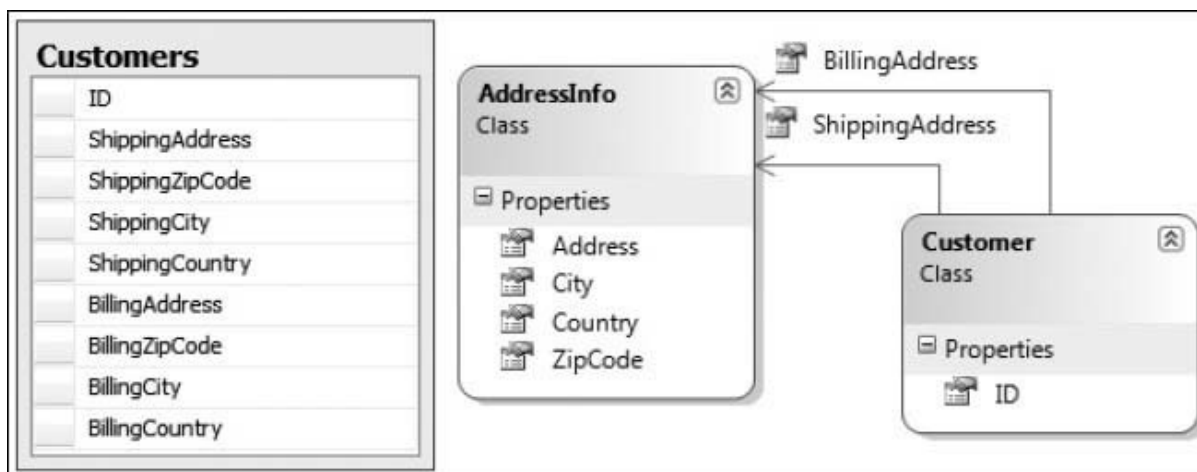 Customers
ID
ShippingAddress
ShippingZipCode
ShippingCity
ShippingCountry
BillingAddress
BillingZipCode
BillingCity
BillingCountry
AddressInfo
Class
Properties
Address
City
Country
ZipCode
BillingAddress
ShippingAddress
Customer
Class
Properties
ID